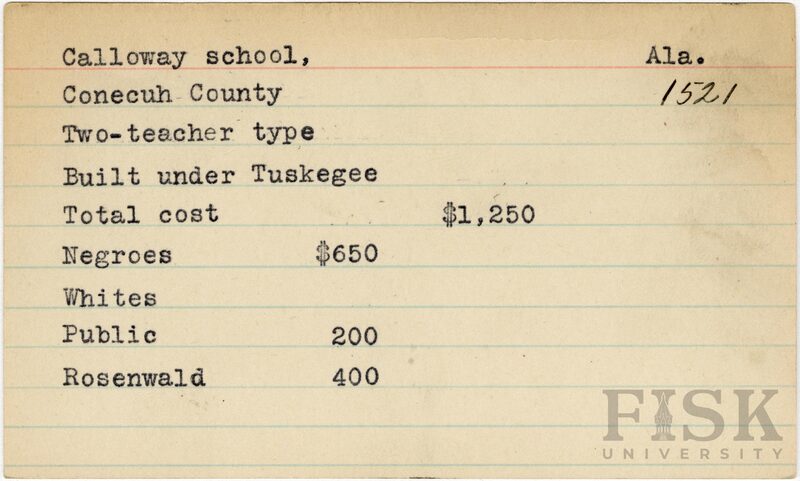 Calloway school, Ala.
Conecuh County 1521
Two-teacher type
Built under Tuskegee
Total cost $1,250
Negroes $650
Whites
Public 200
Rosenwald 400
FISK
UNIVERSITY